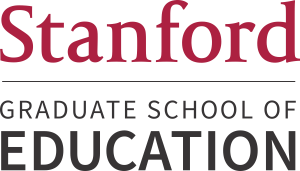 Stanford
GRADUATE SCHOOL OF
EDUCATION